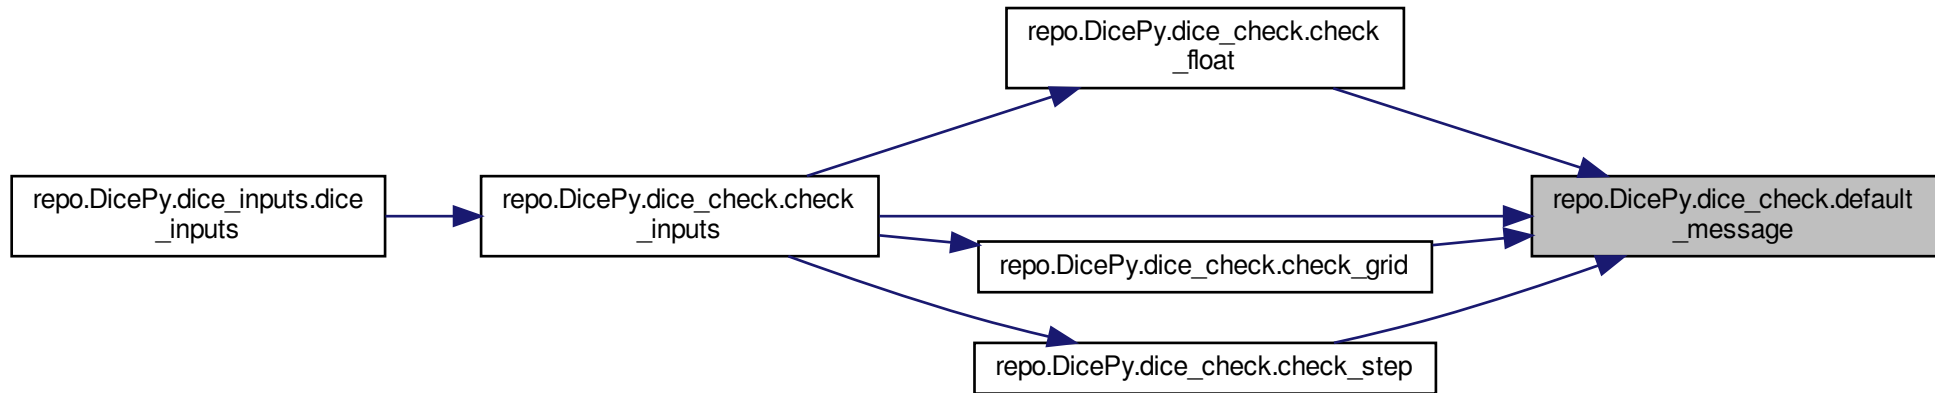 repo.DicePy.dice_check.check
_float
repo.DicePy.dice_inputs.dice
_inputs
repo.DicePy.dice_check.check
_inputs
repo.DicePy.dice_check.default
_message
repo.DicePy.dice_check.check_grid
repo.DicePy.dice_check.check_step